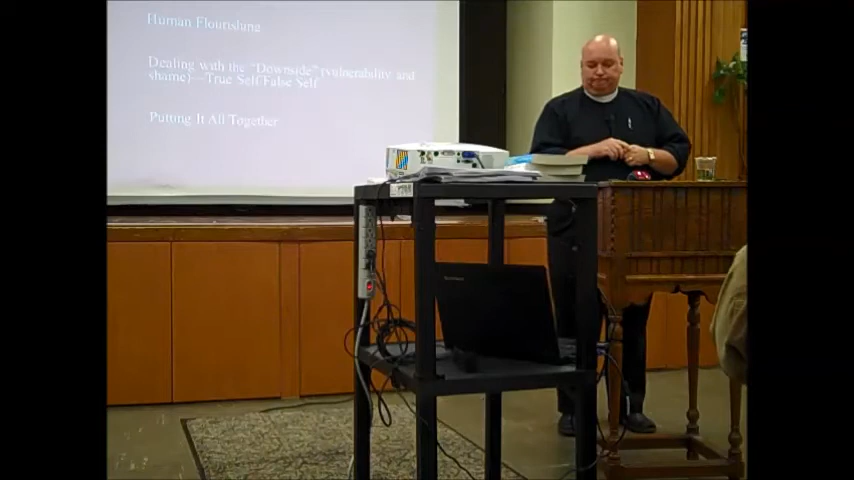 Human Flourishing
Dealing with the "Downside" (vulnerability and
shame)—True Self/False Self
Putting It All Together